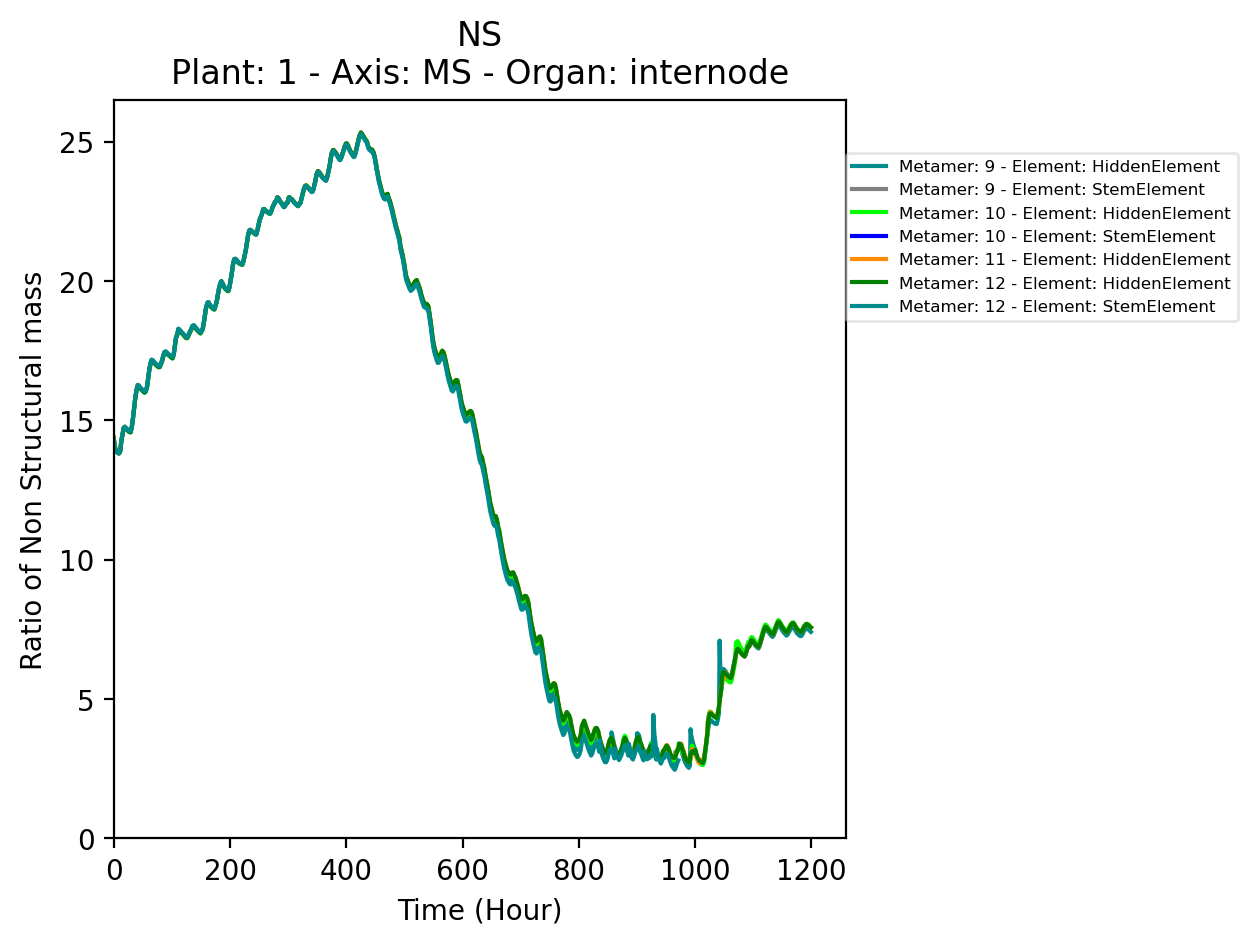 NS
Plant: 1 - Axis: MS - Organ: internode
Ratio of Non Structural mass
25
20
15
10
5
0
0 200 400 600 800 1000 1200
Time (Hour)
Metamer: 9 - Element: HiddenElement
Metamer: 9 - Element: StemElement
Metamer: 10 - Element: HiddenElement
Metamer: 10 - Element: StemElement
Metamer: 11 - Element: HiddenElement
Metamer: 12 - Element: HiddenElement
Metamer: 12 - Element: StemElement